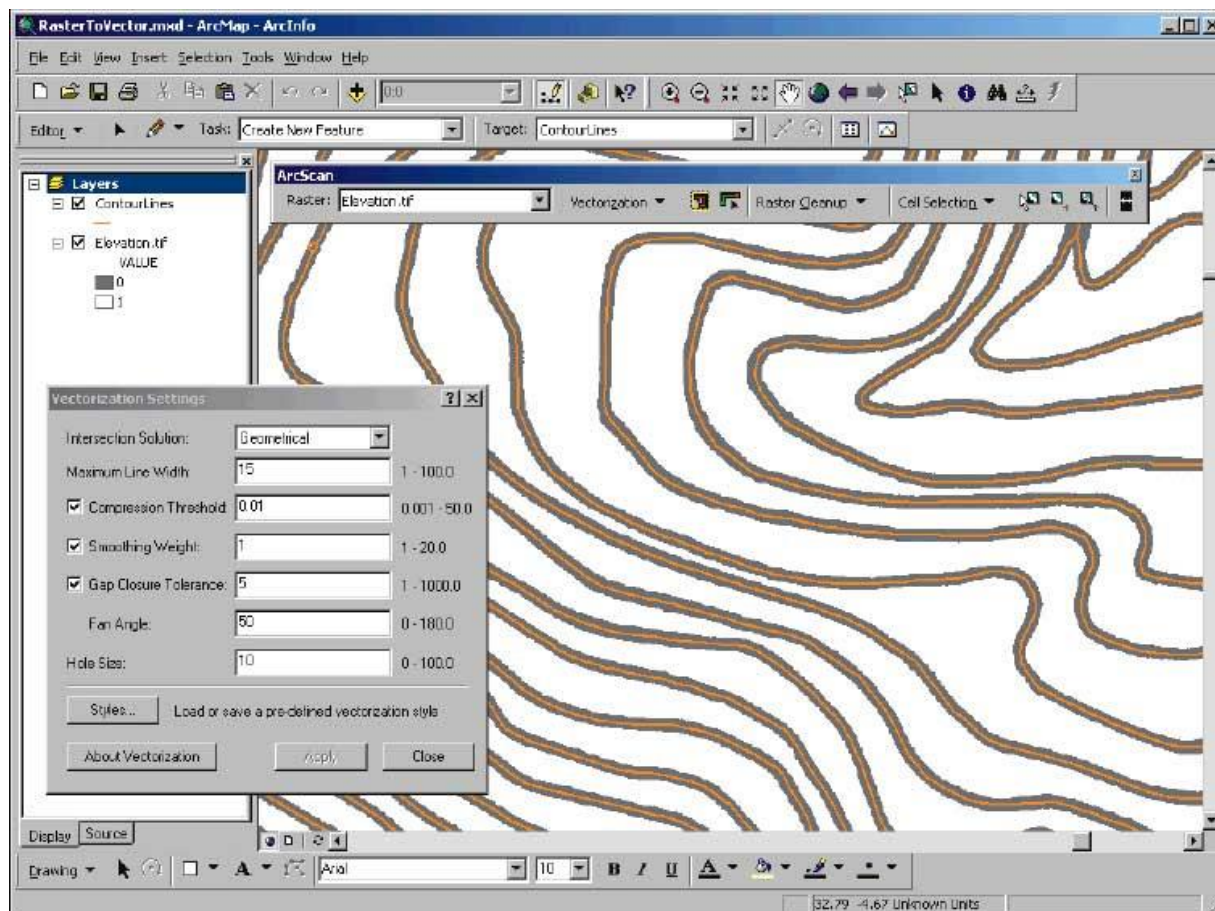 RasterToVector.mxd - ArcMap - ArcInfo
File Edit View Insert Selection Tools Window Help
0:0
Editor Task: Create New Feature Target: ContourLines
Layers
ContourLines
Elevation.tif
VALUE
0
1
ArcScan
Raster: Elevation.tif Vectorization Raster Cleanup Cell Selection
Vectorization Settings
Intersection Solution: Geometrical
Maximum Line Width: 15 1 - 100.0
Compression Threshold: 0.01 0.001 - 50.0
Smoothing Weight: 1 1 - 20.0
Gap Closure Tolerance: 5 1 - 1000.0
Fan Angle: 50 0 - 180.0
Hole Size: 10 0 - 100.0
Styles... Load or save a pre-defined vectorization style
About Vectorization Apply Close
Display Source
Drawing A Arial 10 B I U A
32.79 -4.67 Unknown Units